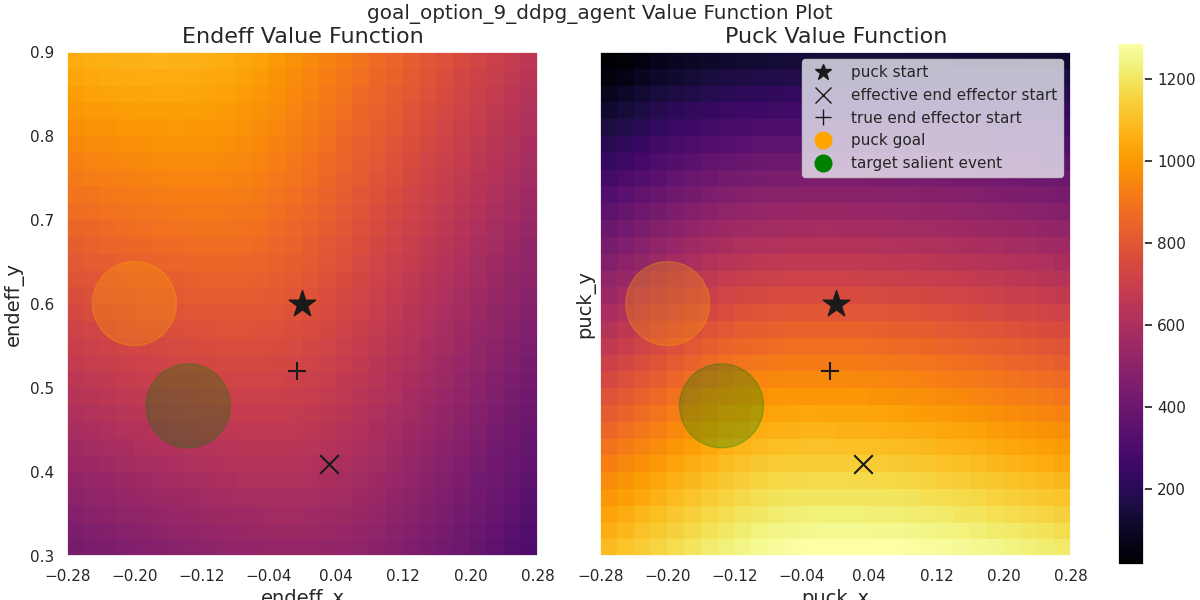 goal_option_9_ddpg_agent Value Function Plot
Endeff Value Function
Puck Value Function
0.9
0.8
0.7
0.6
0.5
0.4
0.3
endeff_y
−0.28 −0.20 −0.12 −0.04 0.04 0.12 0.20 0.28
endeff_x
puck_y
puck start
effective end effector start
true end effector start
puck goal
target salient event
−0.28 −0.20 −0.12 −0.04 0.04 0.12 0.20 0.28
puck_x
1200
1000
800
600
400
200